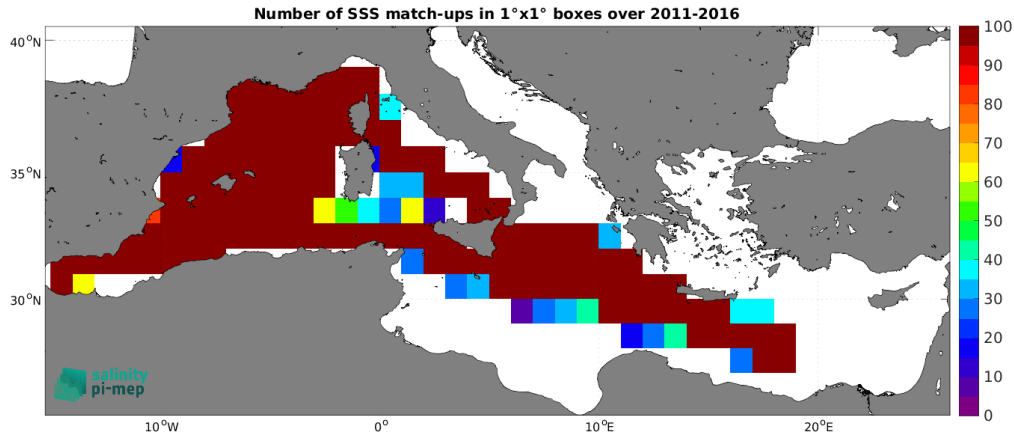 Number of SSS match-ups in 1°x1° boxes over 2011-2016
40°N
35°N
30°N
10°W
0°
10°E
20°E
100
90
80
70
60
50
40
30
20
10
0
salinity
pi-mep